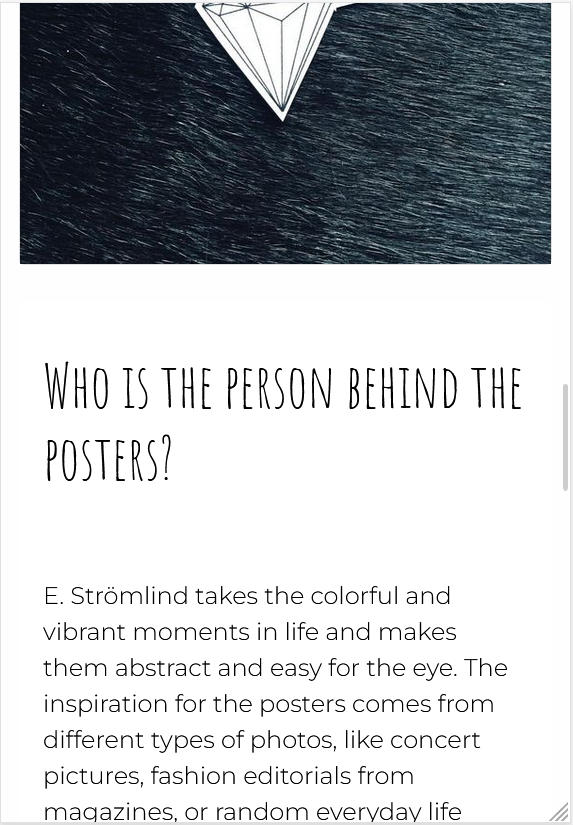 Who is the person behind the
posters?
E. Strömlind takes the colorful and
vibrant moments in life and makes
them abstract and easy for the eye. The
inspiration for the posters comes from
different types of photos, like concert
pictures, fashion editorials from
magazines, or random everyday life